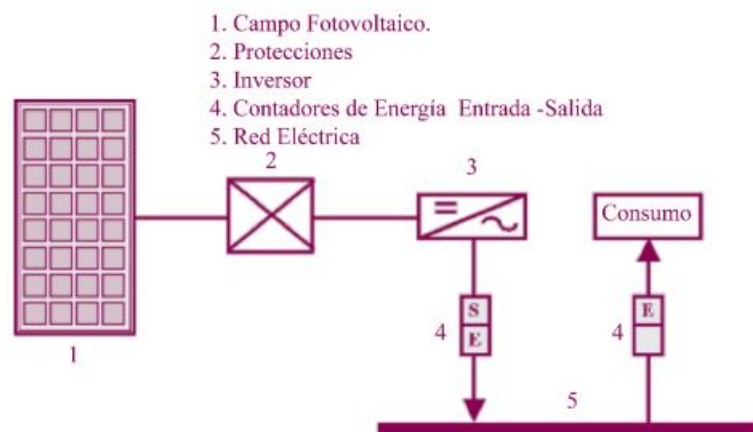 1. Campo Fotovoltaico.
2. Protecciones
3. Inversor
4. Contadores de Energía Entrada -Salida
5. Red Eléctrica
2
3
Consumo
S
E
4
E
4
1
5